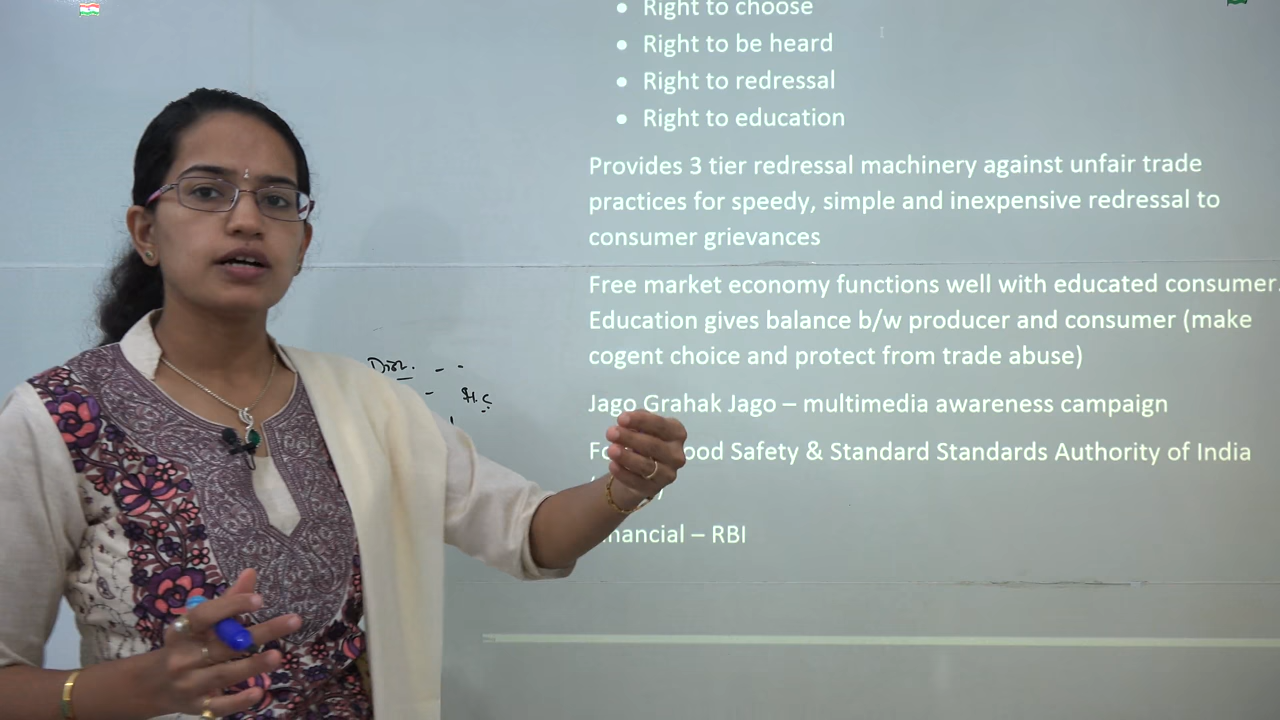 Right to choose
Right to be heard
Right to redressal
Right to education
Provides 3 tier redressal machinery against unfair trade
practices for speedy, simple and inexpensive redressal to
consumer grievances
Free market economy functions well with educated consumer.
Education gives balance b/w producer and consumer (make
cogent choice and protect from trade abuse)
Dist. - -
- H.C
Jago Grahak Jago – multimedia awareness campaign
Safety & Standard Standards Authority of India
– RBI